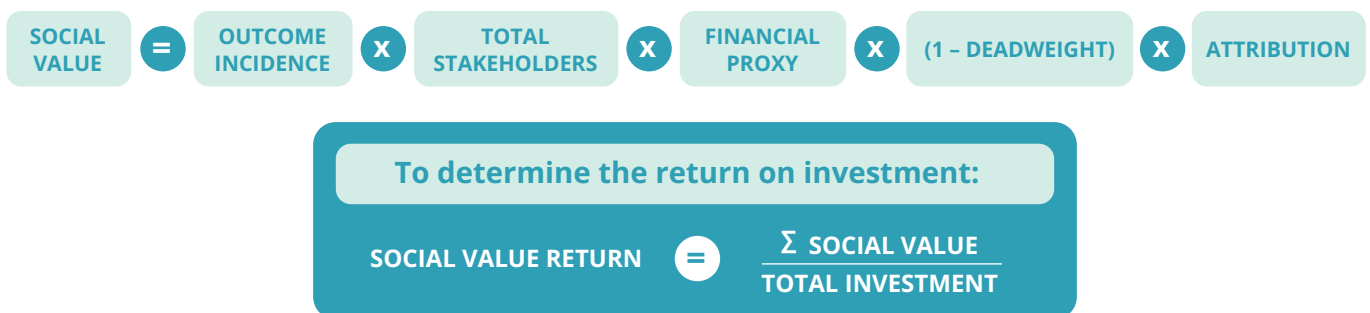 SOCIAL VALUE = OUTCOME INCIDENCE x TOTAL STAKEHOLDERS x FINANCIAL PROXY x (1 – DEADWEIGHT) x ATTRIBUTION
To determine the return on investment:
SOCIAL VALUE RETURN = Σ SOCIAL VALUE
TOTAL INVESTMENT